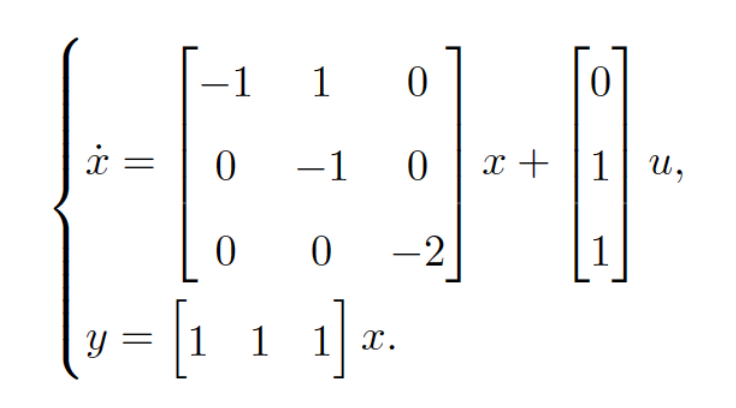 ẋ = [−1 1 0; 0 −1 0; 0 0 −2] x + [0; 1; 1] u,
y = [1 1 1] x.